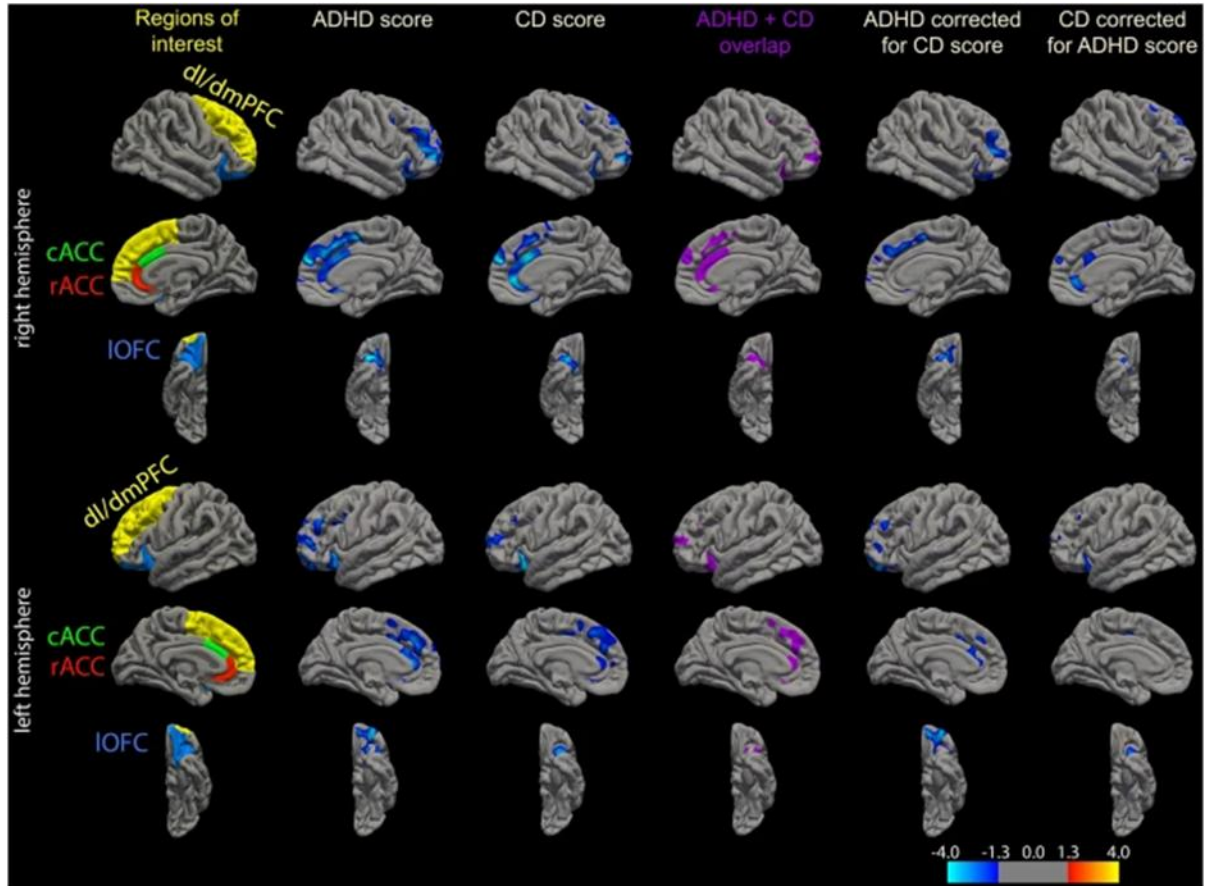 Regions of
interest
ADHD score
CD score
ADHD + CD
overlap
ADHD corrected
for CD score
CD corrected
for ADHD score
right hemisphere
dl/dmPFC
cACC
rACC
lOFC
left hemisphere
dl/dmPFC
cACC
rACC
lOFC
-4.0 -1.3 0.0 1.3 4.0